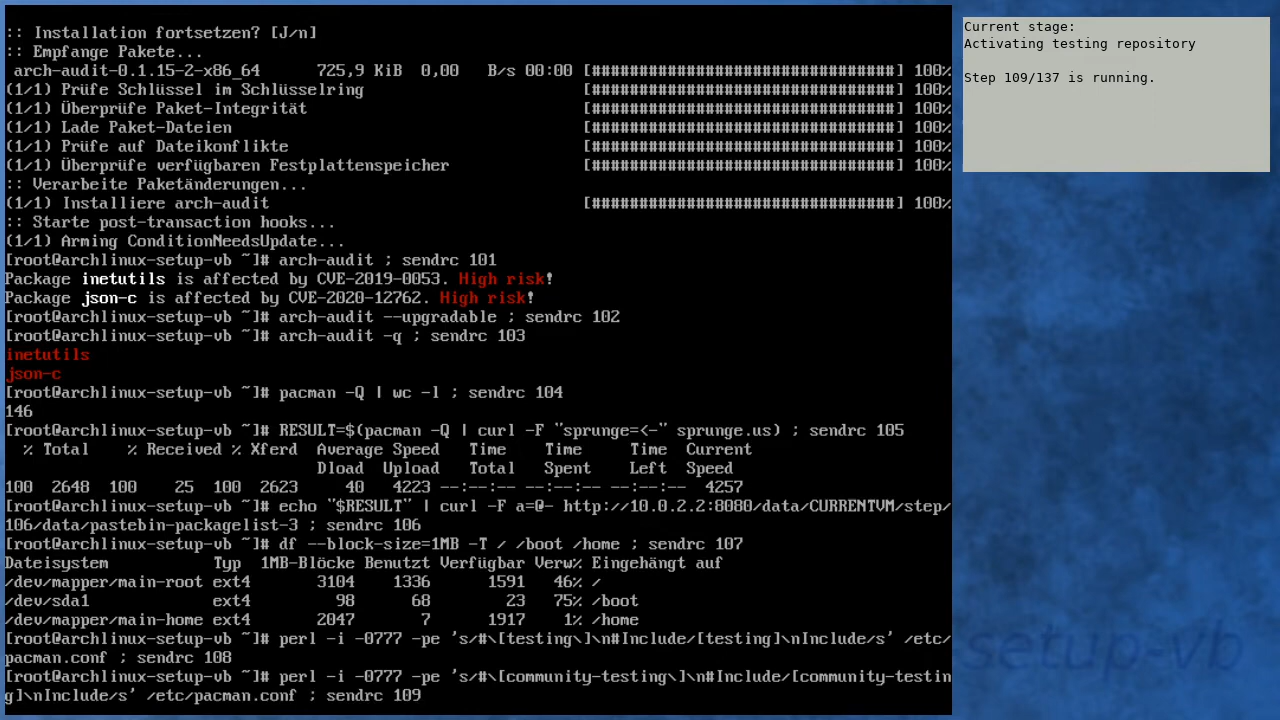 :: Installation fortsetzen? [J/n]
:: Empfange Pakete...
 arch-audit-0.1.15-2-x86_64      725,9 KiB  0,00   B/s 00:00 [################################] 100%
(1/1) Prüfe Schlüssel im Schlüsselring                       [################################] 100%
(1/1) Überprüfe Paket-Integrität                             [################################] 100%
(1/1) Lade Paket-Dateien                                     [################################] 100%
(1/1) Prüfe auf Dateikonflikte                               [################################] 100%
(1/1) Überprüfe verfügbaren Festplattenspeicher              [################################] 100%
:: Verarbeite Paketänderungen...
(1/1) Installiere arch-audit                                 [################################] 100%
:: Starte post-transaction hooks...
(1/1) Arming ConditionNeedsUpdate...
[root@archlinux-setup-vb ~]# arch-audit ; sendrc 101
Package inetutils is affected by CVE-2019-0053. High risk!
Package json-c is affected by CVE-2020-12762. High risk!
[root@archlinux-setup-vb ~]# arch-audit --upgradable ; sendrc 102
[root@archlinux-setup-vb ~]# arch-audit -q ; sendrc 103
inetutils
json-c
[root@archlinux-setup-vb ~]# pacman -Q | wc -l ; sendrc 104
146
[root@archlinux-setup-vb ~]# RESULT=$(pacman -Q | curl -F "sprunge=<-" sprunge.us) ; sendrc 105
  % Total    % Received % Xferd  Average Speed   Time    Time     Time  Current
                                 Dload  Upload   Total   Spent    Left  Speed
100  2648  100    25  100  2623     40   4223 --:--:-- --:--:-- --:--:--  4257
[root@archlinux-setup-vb ~]# echo "$RESULT" | curl -F a=@- http://10.0.2.2:8080/data/CURRENTVM/step/
106/data/pastebin-packagelist-3 ; sendrc 106
[root@archlinux-setup-vb ~]# df --block-size=1MB -T / /boot /home ; sendrc 107
Dateisystem           Typ  1MB-Blöcke Benutzt Verfügbar Verw% Eingehängt auf
/dev/mapper/main-root ext4       3104    1336      1591   46% /
/dev/sda1             ext4         98      68        23   75% /boot
/dev/mapper/main-home ext4       2047       7      1917    1% /home
[root@archlinux-setup-vb ~]# perl -i -0777 -pe 's/#\[testing\]\n#Include/[testing]\nInclude/s' /etc/
pacman.conf ; sendrc 108
[root@archlinux-setup-vb ~]# perl -i -0777 -pe 's/#\[community-testing\]\n#Include/[community-testin
g]\nInclude/s' /etc/pacman.conf ; sendrc 109
Current stage:
Activating testing repository
Step 109/137 is running.
setup-vb